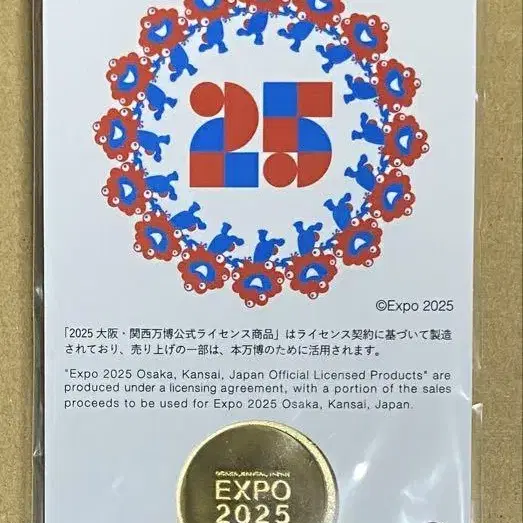 25
©Expo 2025
「2025 大阪・関西万博公式ライセンス商品」はライセンス契約に基づいて製造
されており、売り上げの一部は、本万博のために活用されます。
"Expo 2025 Osaka, Kansai, Japan Official Licensed Products" are
produced under a licensing agreement, with a portion of the sales
proceeds to be used for Expo 2025 Osaka, Kansai, Japan.
OSAKA, KANSAI, JAPAN
EXPO
2025